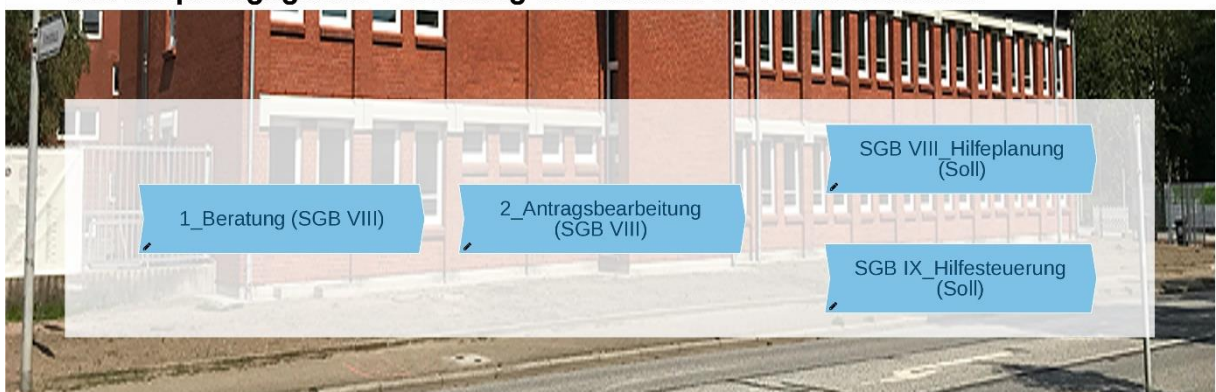 1_Beratung (SGB VIII)
2_Antragsbearbeitung
(SGB VIII)
SGB VIII_Hilfeplanung
(Soll)
SGB IX_Hilfesteuerung
(Soll)